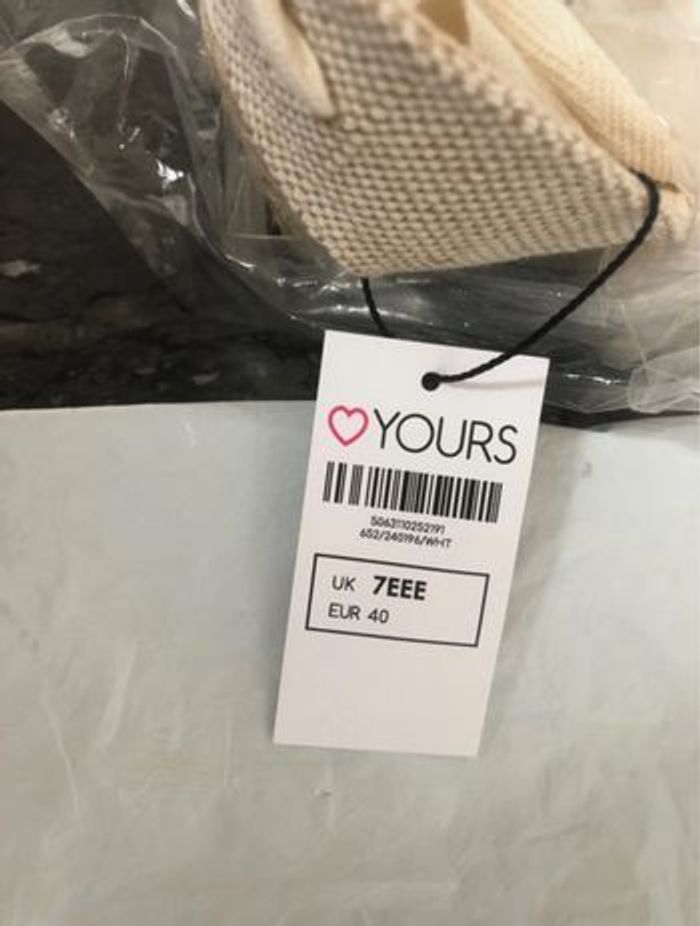 YOURS
5063110252191
652/240196/WHT
UK 7EEE
EUR 40